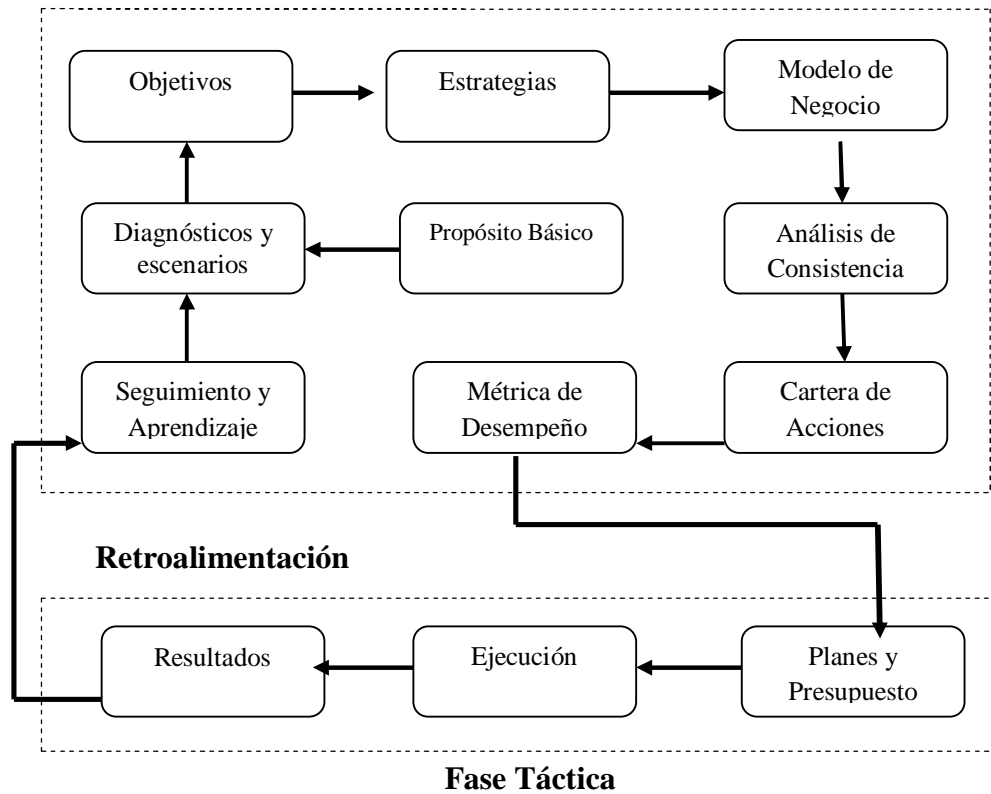 Objetivos
Estrategias
Modelo de
Negocio
Diagnósticos y
escenarios
Propósito Básico
Análisis de
Consistencia
Seguimiento y
Aprendizaje
Métrica de
Desempeño
Cartera de
Acciones
Retroalimentación
Resultados
Ejecución
Planes y
Presupuesto
Fase Táctica